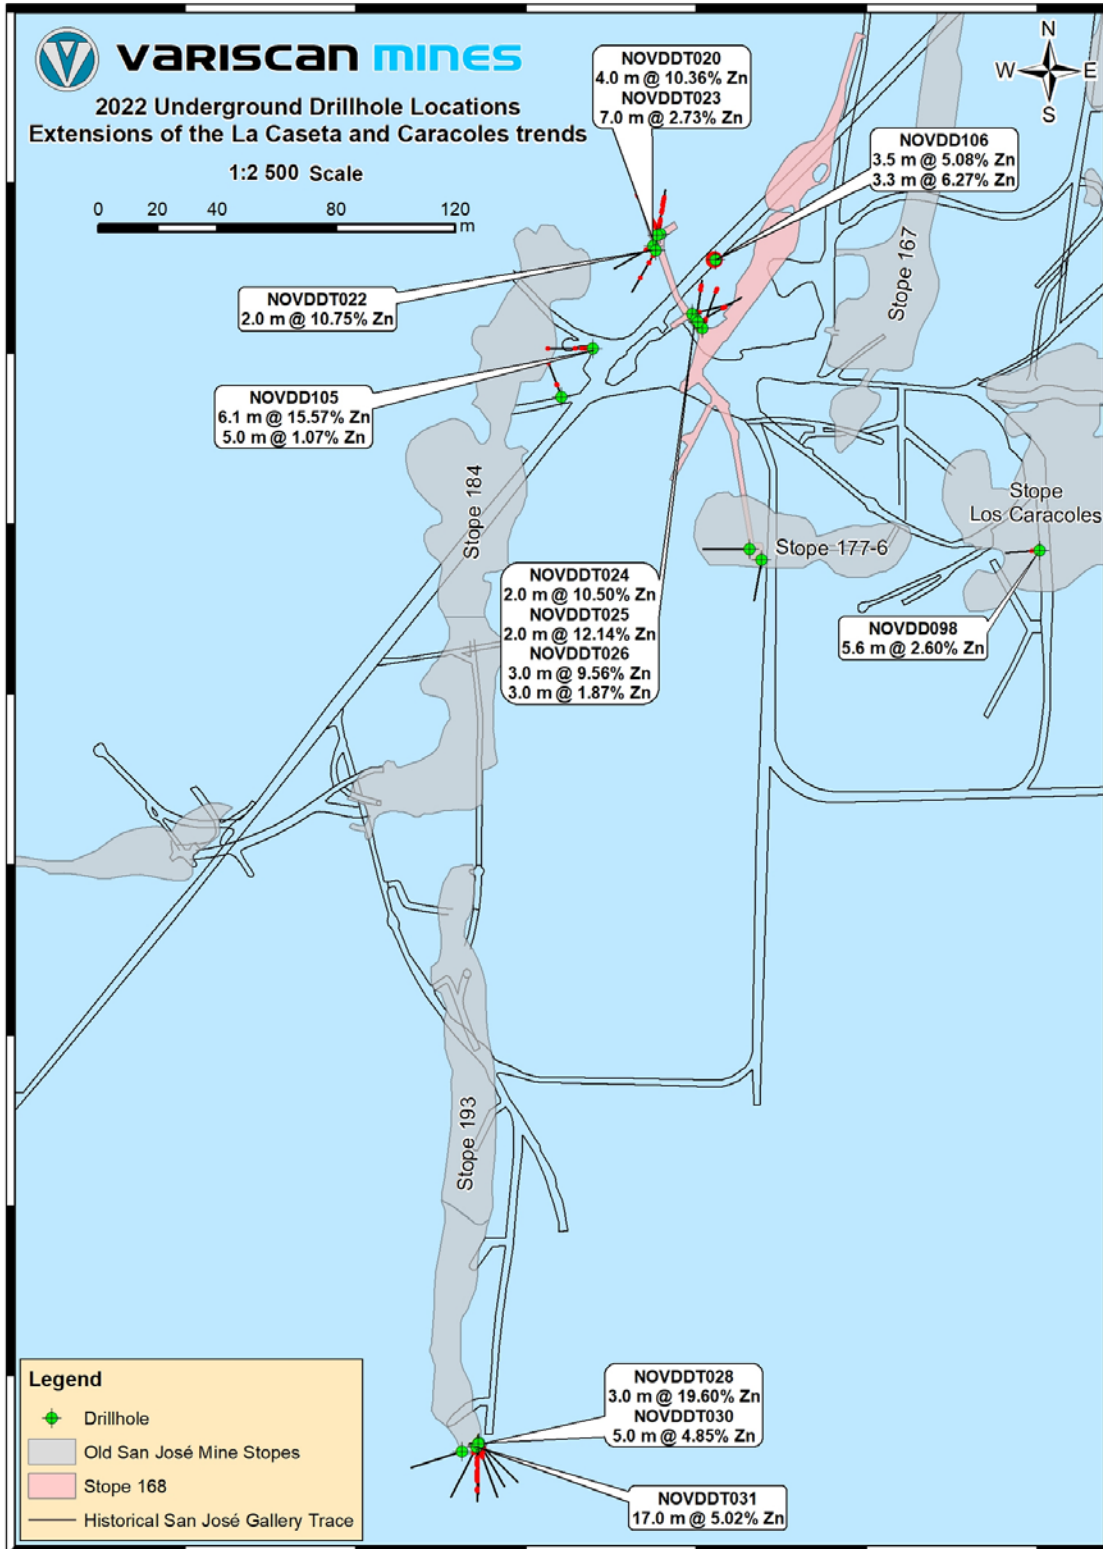 VARISCAN MINES
2022 Underground Drillhole Locations
Extensions of the La Caseta and Caracoles trends
1:2 500 Scale
0 20 40 80 120
m
N
W E
S
NOVDDT020
4.0 m @ 10.36% Zn
NOVDDT023
7.0 m @ 2.73% Zn
NOVDD106
3.5 m @ 5.08% Zn
3.3 m @ 6.27% Zn
Stope 167
NOVDDT022
2.0 m @ 10.75% Zn
NOVDD105
6.1 m @ 15.57% Zn
5.0 m @ 1.07% Zn
Stope 184
Stope
Los Caracoles
Stope 177-6
NOVDDT024
2.0 m @ 10.50% Zn
NOVDDT025
2.0 m @ 12.14% Zn
NOVDDT026
3.0 m @ 9.56% Zn
3.0 m @ 1.87% Zn
NOVDD098
5.6 m @ 2.60% Zn
Stope 193
NOVDDT028
3.0 m @ 19.60% Zn
NOVDDT030
5.0 m @ 4.85% Zn
NOVDDT031
17.0 m @ 5.02% Zn
Legend
Drillhole
Old San José Mine Stopes
Stope 168
Historical San José Gallery Trace